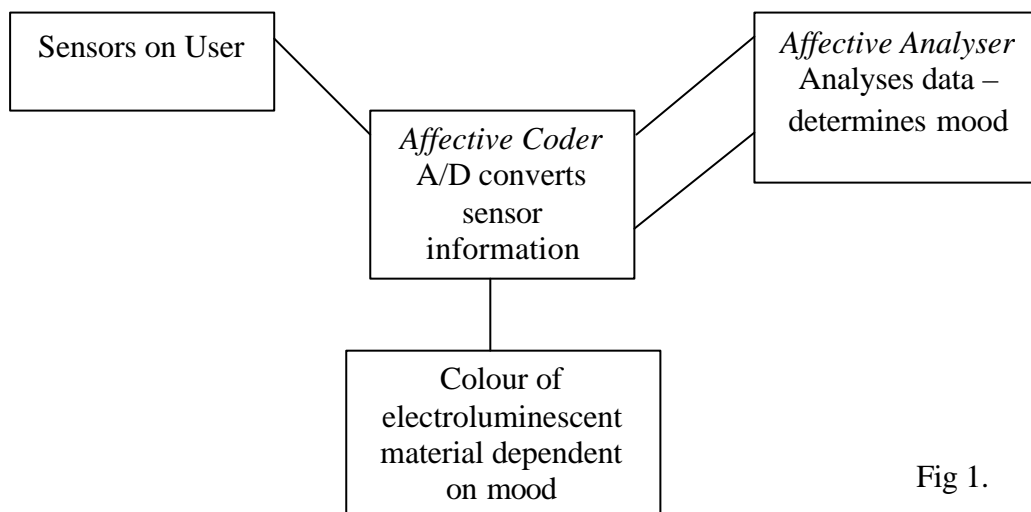 Sensors on User
Affective Analyser
Analyses data –
determines mood
Affective Coder
A/D converts
sensor
information
Colour of
electroluminescent
material dependent
on mood
Fig 1.